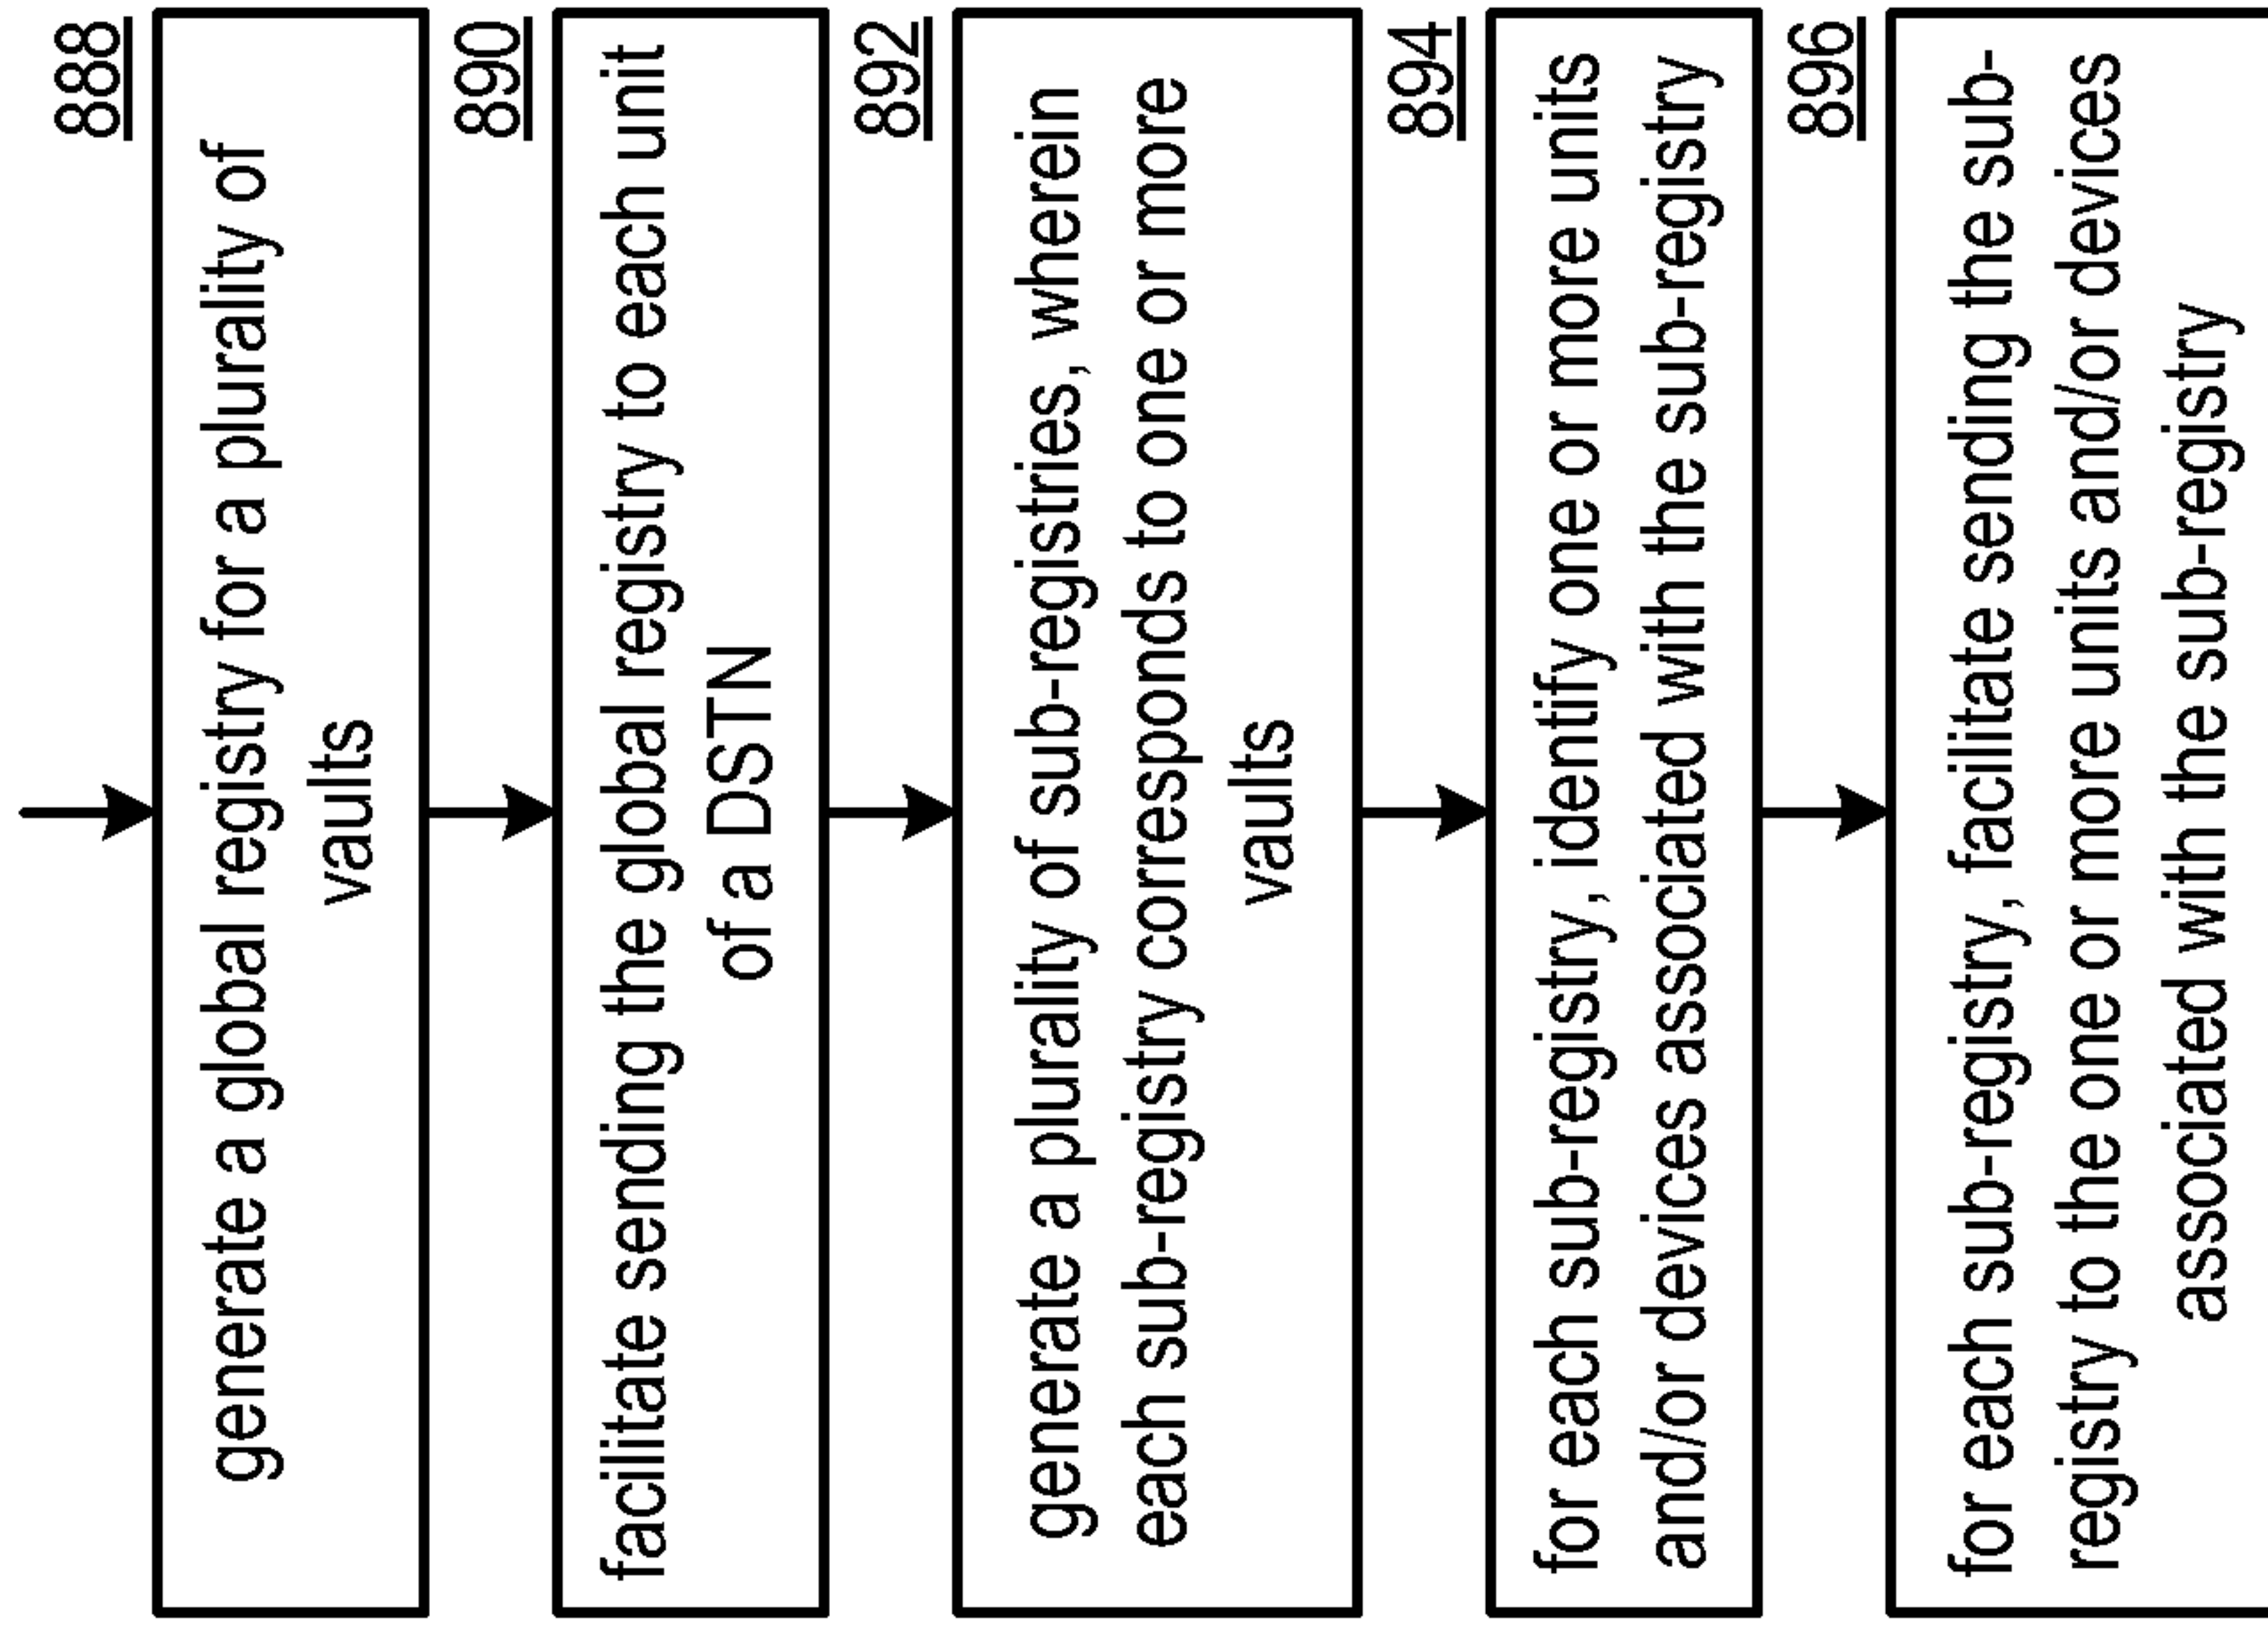 888
generate a global registry for a plurality of
vaults
890
facilitate sending the global registry to each unit
of a DSTN
892
generate a plurality of sub-registries, wherein
each sub-registry corresponds to one or more
vaults
894
for each sub-registry, identify one or more units
and/or devices associated with the sub-registry
896
for each sub-registry, facilitate sending the sub-
registry to the one or more units and/or devices
associated with the sub-registry